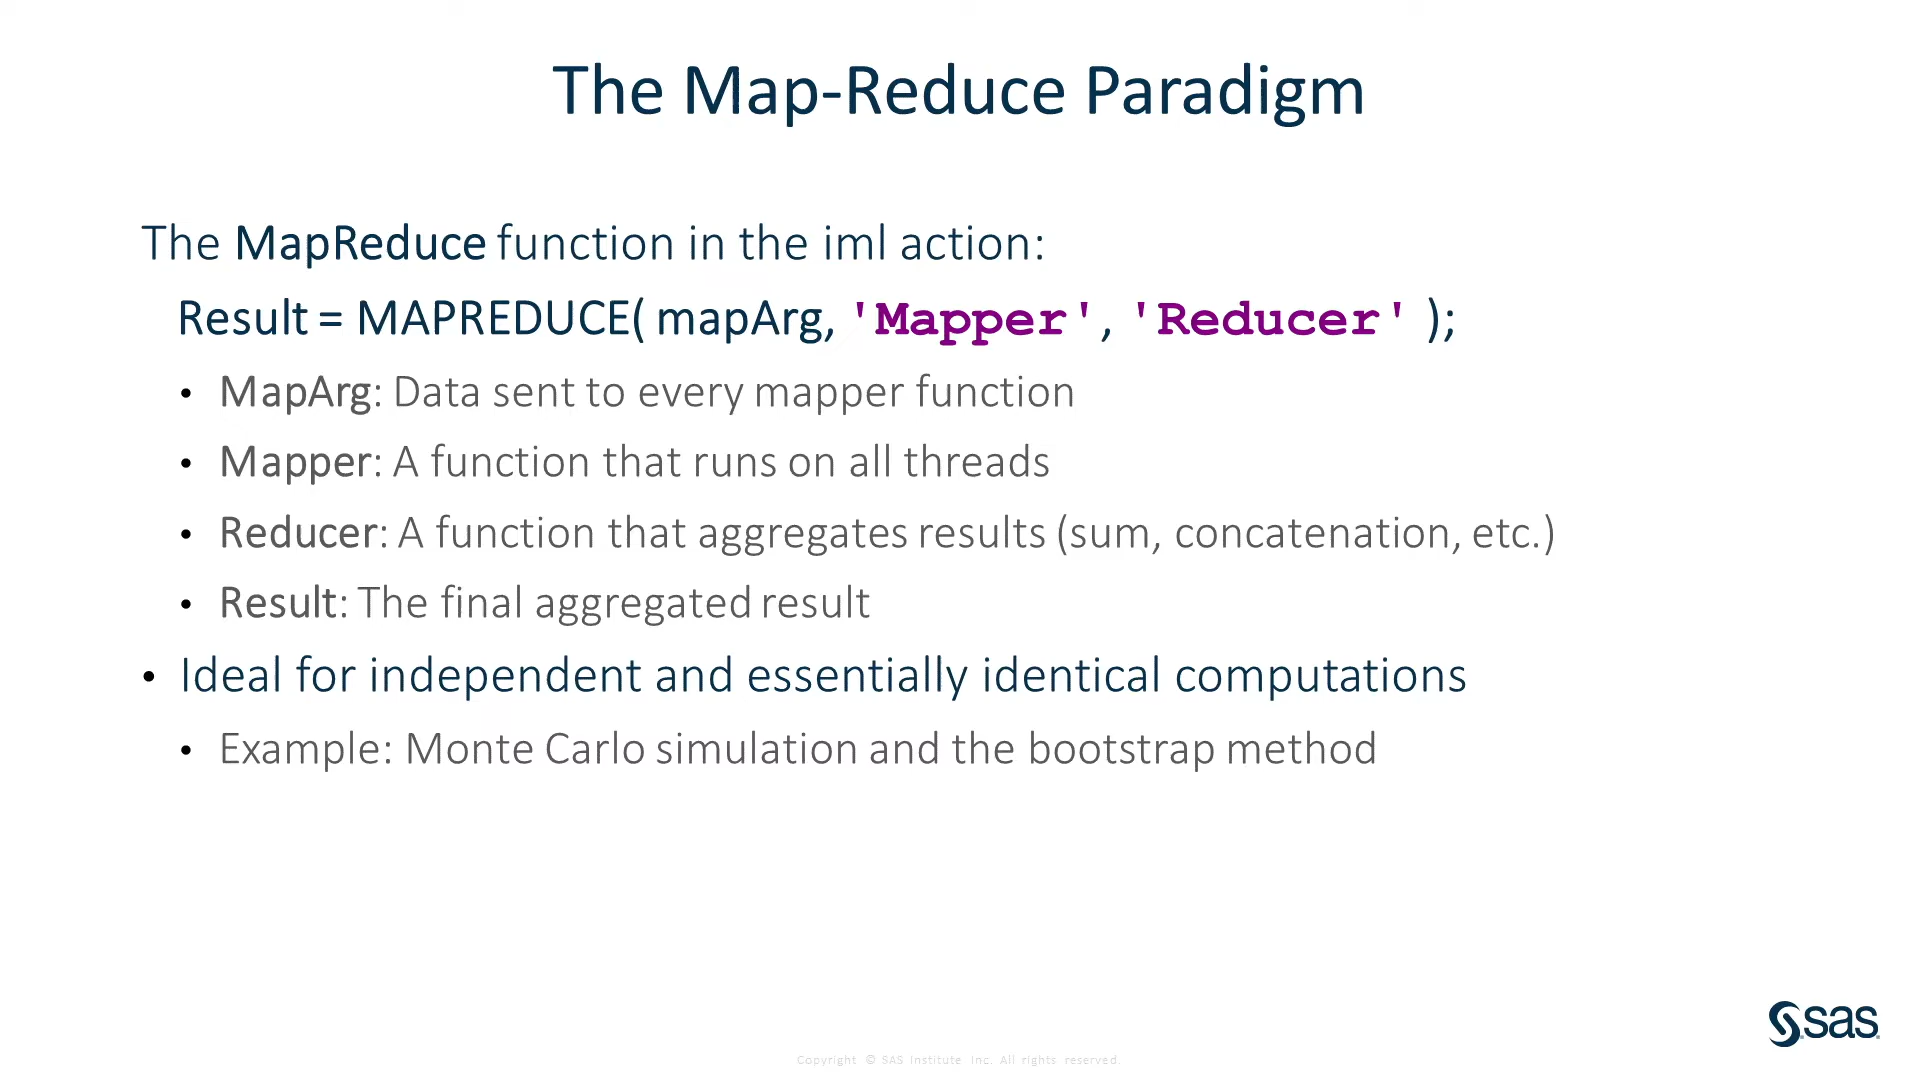 The Map-Reduce Paradigm
The MapReduce function in the iml action:
Result = MAPREDUCE( mapArg, 'Mapper', 'Reducer' );
• MapArg: Data sent to every mapper function
• Mapper: A function that runs on all threads
• Reducer: A function that aggregates results (sum, concatenation, etc.)
• Result: The final aggregated result
• Ideal for independent and essentially identical computations
• Example: Monte Carlo simulation and the bootstrap method
sas
Copyright © SAS Institute Inc. All rights reserved.